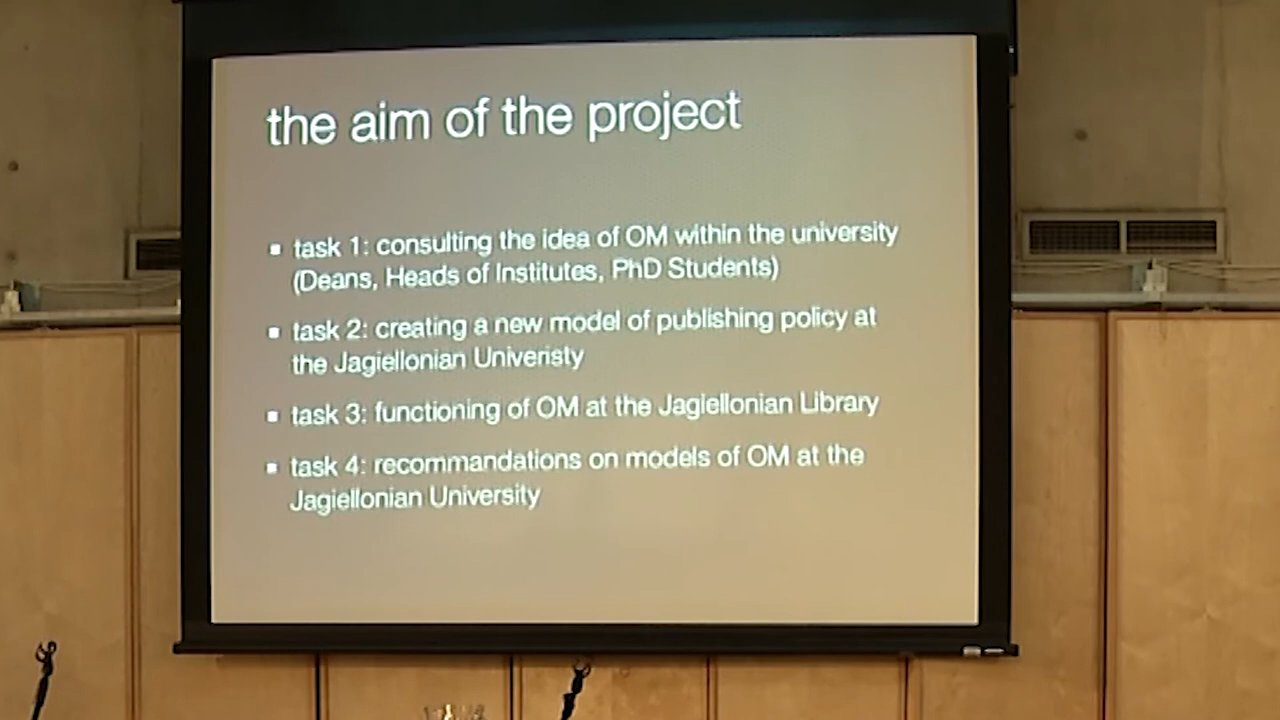 the aim of the project
▪ task 1: consulting the idea of OM within the university
(Deans, Heads of Institutes, PhD Students)
▪ task 2: creating a new model of publishing policy at
the Jagiellonian Univeristy
▪ task 3: functioning of OM at the Jagiellonian Library
▪ task 4: recommandations on models of OM at the
Jagiellonian University